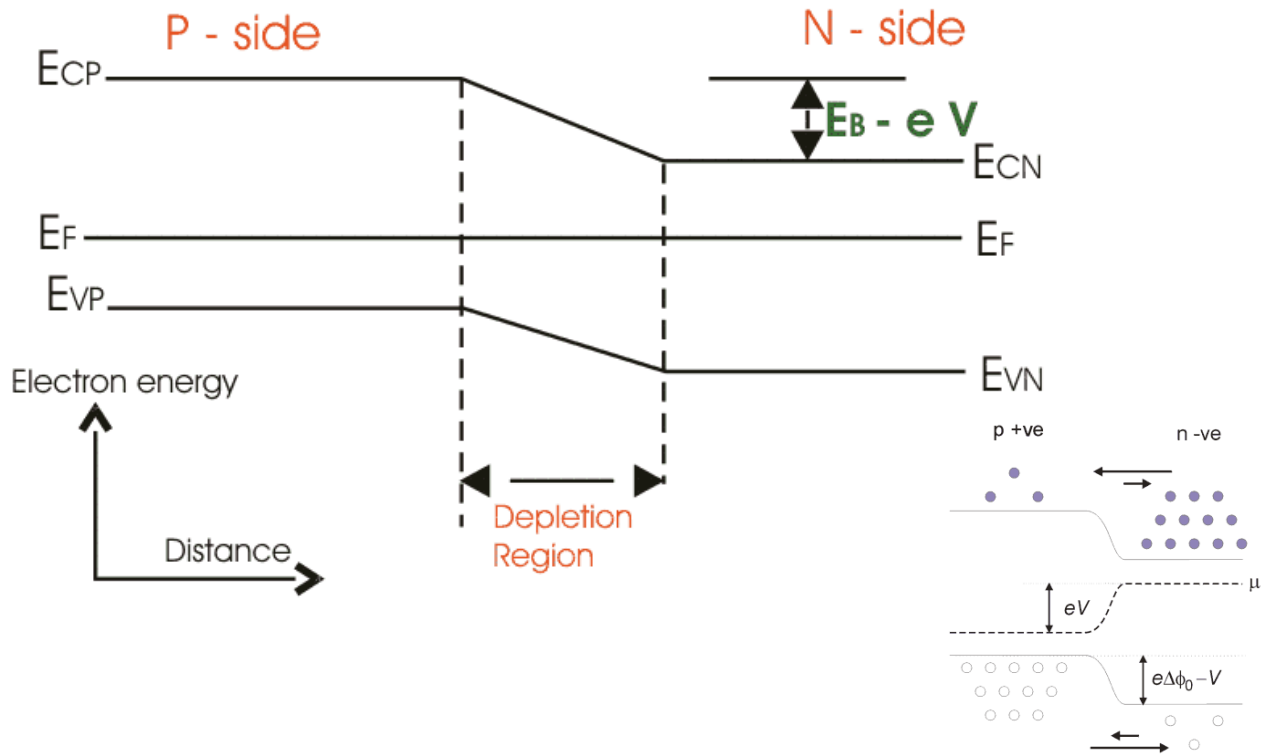 P - side
N - side
ECP
EB - e V
ECN
EF
EF
EVP
EVN
Electron energy
Distance
Depletion
Region
p +ve
n -ve
μ
eV
eΔϕ₀–V